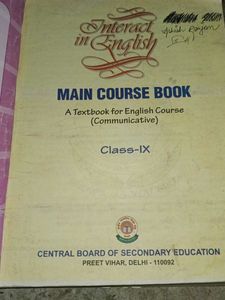 Interact
in
English
MAIN COURSE BOOK
A Textbook for English Course
(Communicative)
Class-IX
CENTRAL BOARD OF SECONDARY EDUCATION
PREET VIHAR, DELHI - 110092